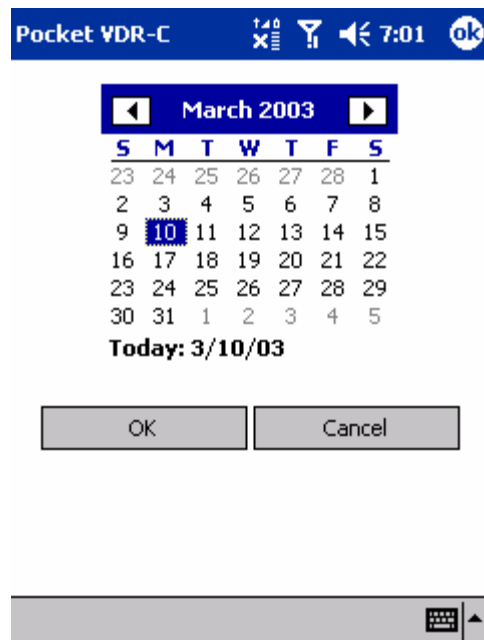 Pocket VDR-C 7:01 ok
March 2003
S M T W T F S
23 24 25 26 27 28 1
2 3 4 5 6 7 8
9 10 11 12 13 14 15
16 17 18 19 20 21 22
23 24 25 26 27 28 29
30 31 1 2 3 4 5
Today: 3/10/03
OK Cancel